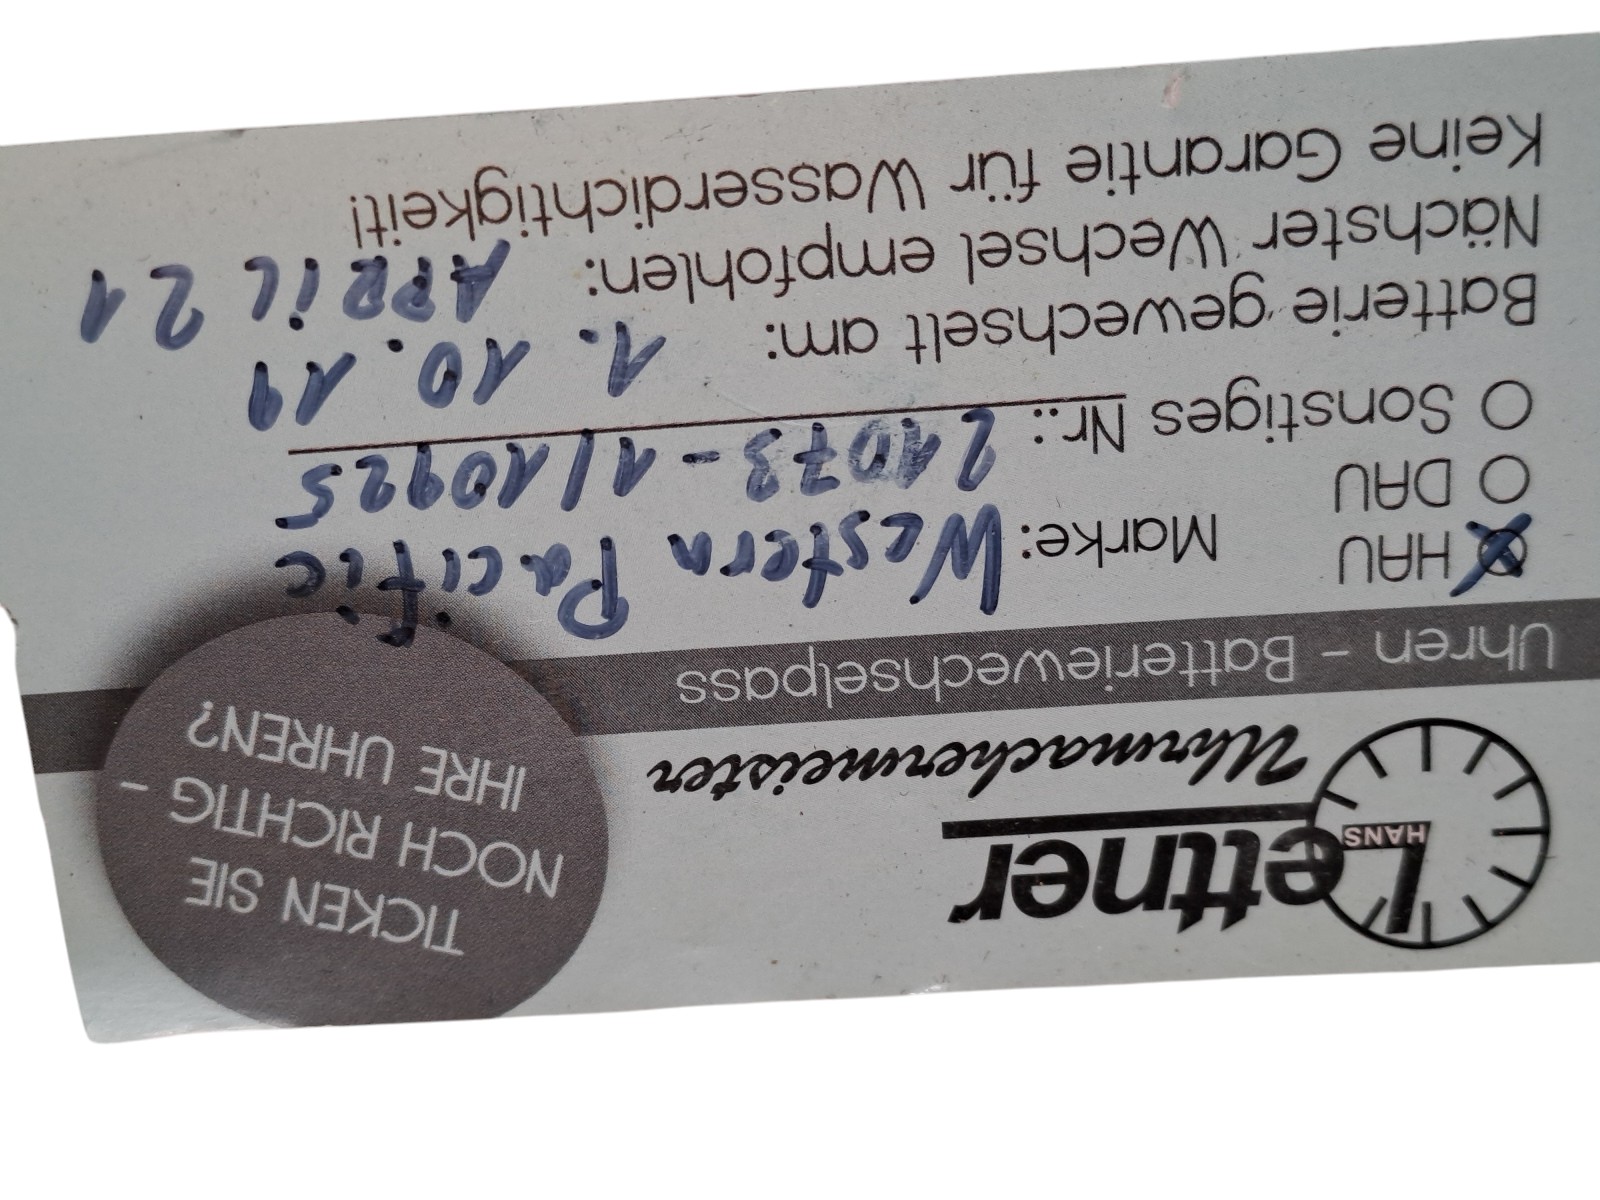 HANS
Lettner
Uhrmachermeister
TICKEN SIE
NOCH RICHTIG -
IHRE UHREN?
Uhren - Batteriewechselpass
HAU Marke: Western Pacific
O DAU
O Sonstiges Nr.: 21073-1/10925
Batterie gewechselt am: 1. 10. 19
Nächster Wechsel empfohlen: APRIL 21
Keine Garantie für Wasserdichtigkeit!